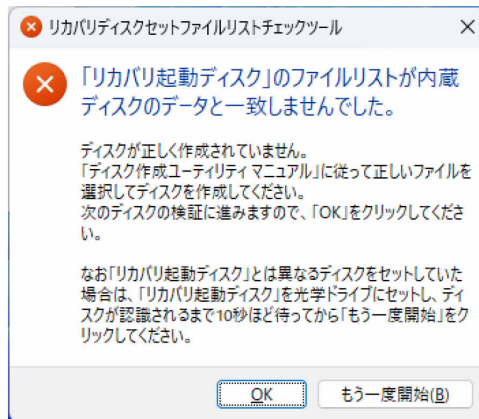 リカバリディスクセットファイルリストチェックツール
「リカバリ起動ディスク」のファイルリストが内蔵
ディスクのデータと一致しませんでした。
ディスクが正しく作成されていません。
「ディスク作成ユーティリティ マニュアル」に従って正しいファイルを
選択してディスクを作成してください。
次のディスクの検証に進みますので、「OK」をクリックしてくださ
い。
なお「リカバリ起動ディスク」とは異なるディスクをセットしていた
場合は、「リカバリ起動ディスク」を光学ドライブにセットし、ディ
スクが認識されるまで10秒ほど待ってから「もう一度開始」をク
リックしてください。
OK
もう一度開始(B)